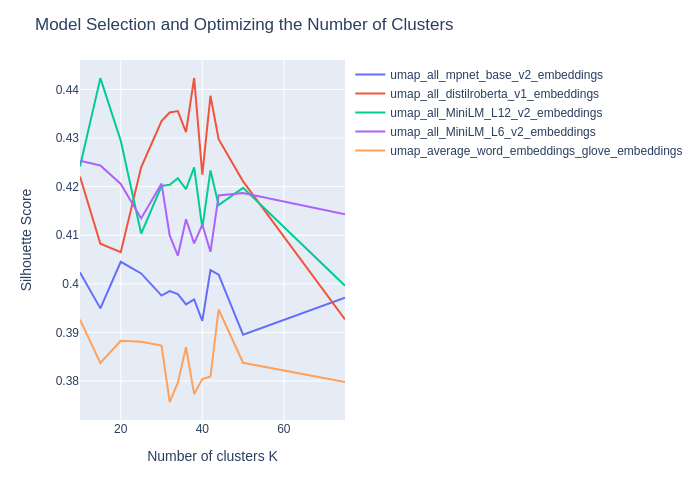 Model Selection and Optimizing the Number of Clusters
umap_all_mpnet_base_v2_embeddings
umap_all_distilroberta_v1_embeddings
umap_all_MiniLM_L12_v2_embeddings
umap_all_MiniLM_L6_v2_embeddings
umap_average_word_embeddings_glove_embeddings
Silhouette Score
0.44
0.43
0.42
0.41
0.4
0.39
0.38
20 40 60
Number of clusters K